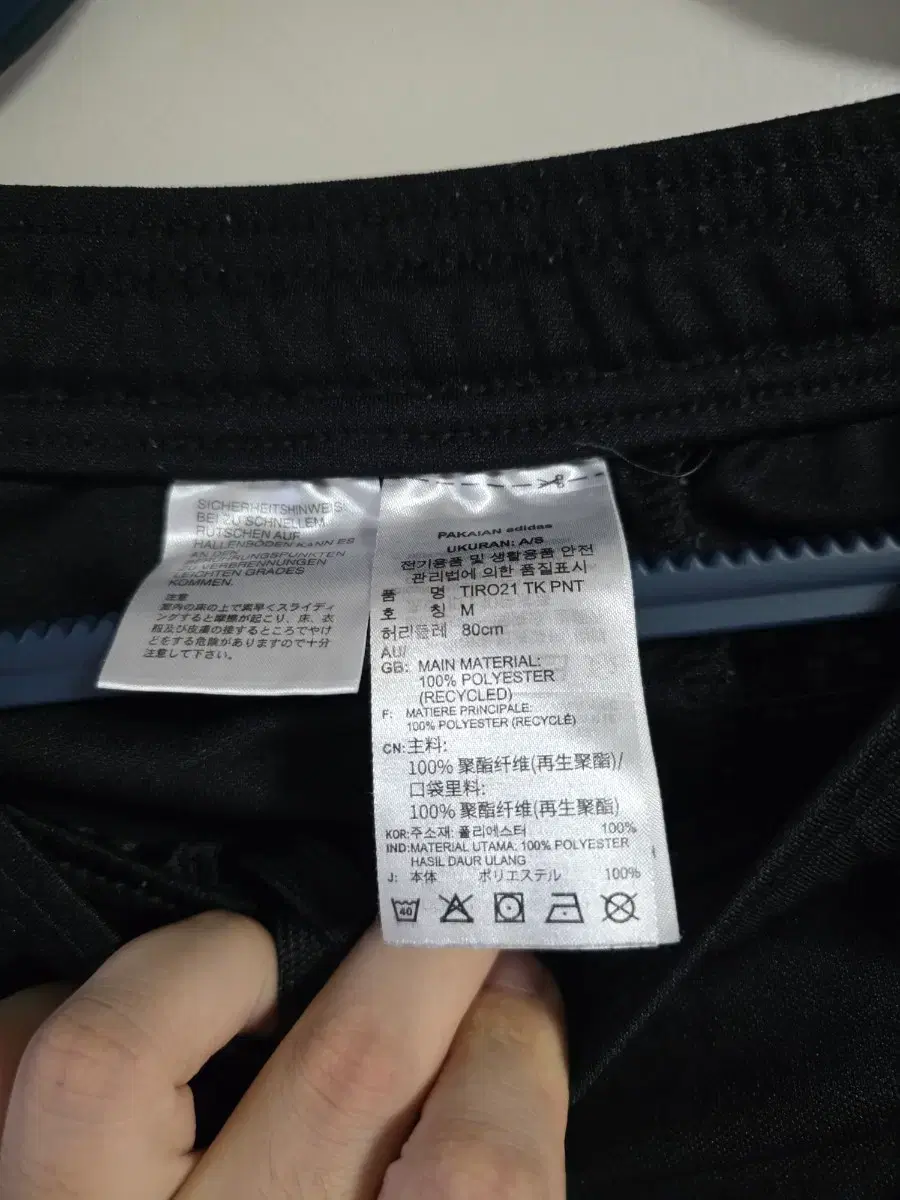 SICHERHEITSHINWEIS
BEI ZU SCHNELLEM
RUTSCHEN AUF
HALLENBÖDEN KANN ES
AN DEN
ZU VERBRENNUNGEN
LEICHTEN GRADES
KOMMEN.
注意
室内の床の上で素早くスライディ
ングすると摩擦が起こり、床、衣
服及び皮膚の接するところでやけ
どをする危険がありますので十分
注意して下さい。
PAKAIAN adidas
UKURAN: A/S
전기용품 및 생활용품 안전
관리법에 의한 품질표시
품 명 TIRO21 TK PNT
호 칭 M
허리둘레 80cm
AU/
GB: MAIN MATERIAL:
100% POLYESTER
(RECYCLED)
F: MATIERE PRINCIPALE:
100% POLYESTER (RECYCLÉ)
CN: 主料:
100% 聚酯纤维(再生聚酯)/
口袋里料:
100% 聚酯纤维(再生聚酯)
KOR: 주소재: 폴리에스터 100%
IND: MATERIAL UTAMA: 100% POLYESTER
HASIL DAUR ULANG
J: 本体 ポリエステル 100%
40